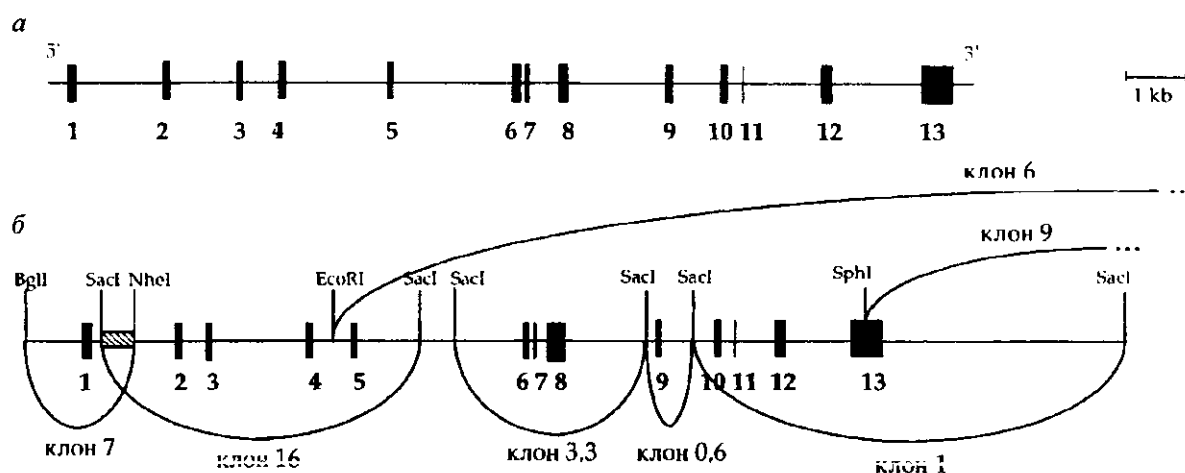 а
5' 3'
1 kb
1 2 3 4 5 6 7 8 9 10 11 12 13
клон 6
б
клон 9
BglI SacI NheI EcoRI SacI SacI SacI SacI SphI SacI
1 2 3 4 5 6 7 8 9 10 11 12 13
клон 7 клон 16 клон 3,3 клон 0,6 клон 1